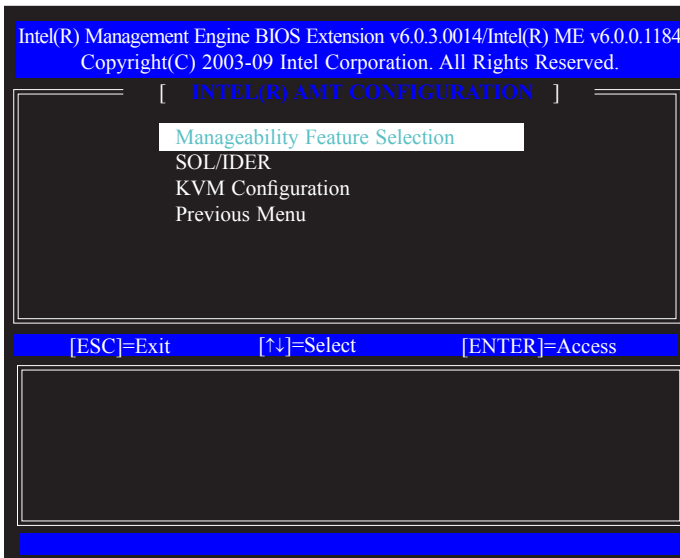 Intel(R) Management Engine BIOS Extension v6.0.3.0014/Intel(R) ME v6.0.0.1184
Copyright(C) 2003-09 Intel Corporation. All Rights Reserved.
[ INTEL(R) AMT CONFIGURATION ]
Manageability Feature Selection
SOL/IDER
KVM Configuration
Previous Menu
[ESC]=Exit [↑↓]=Select [ENTER]=Access